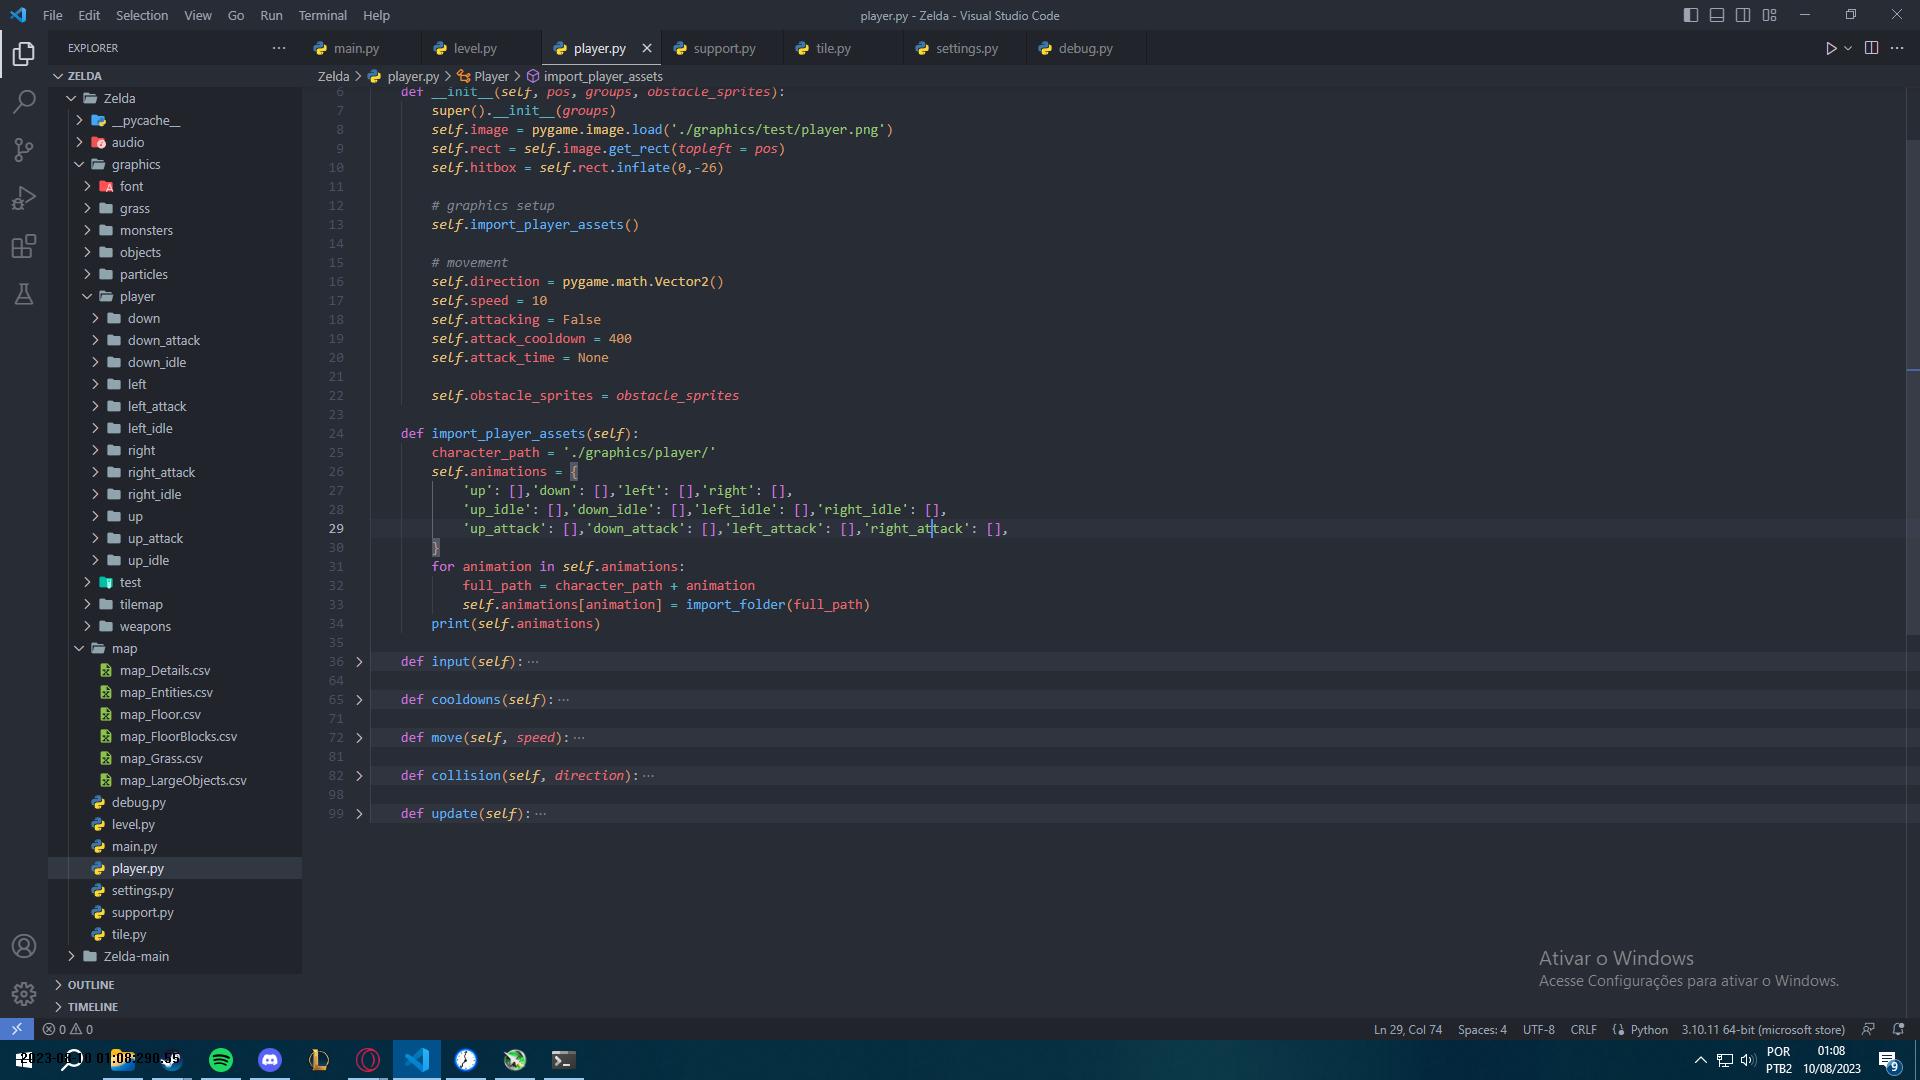 File Edit Selection View Go Run Terminal Help
player.py - Zelda - Visual Studio Code
EXPLORER
main.py level.py player.py support.py tile.py settings.py debug.py
ZELDA
Zelda > player.py > Player > import_player_assets
Zelda
__pycache__
audio
graphics
font
grass
monsters
objects
particles
player
down
down_attack
down_idle
left
left_attack
left_idle
right
right_attack
right_idle
up
up_attack
up_idle
test
tilemap
weapons
map
map_Details.csv
map_Entities.csv
map_Floor.csv
map_FloorBlocks.csv
map_Grass.csv
map_LargeObjects.csv
debug.py
level.py
main.py
player.py
settings.py
support.py
tile.py
Zelda-main
OUTLINE
TIMELINE
6 def __init__(self, pos, groups, obstacle_sprites):
7 super().__init__(groups)
8 self.image = pygame.image.load('./graphics/test/player.png')
9 self.rect = self.image.get_rect(topleft = pos)
10 self.hitbox = self.rect.inflate(0,-26)
11
12 # graphics setup
13 self.import_player_assets()
14
15 # movement
16 self.direction = pygame.math.Vector2()
17 self.speed = 10
18 self.attacking = False
19 self.attack_cooldown = 400
20 self.attack_time = None
21
22 self.obstacle_sprites = obstacle_sprites
23
24 def import_player_assets(self):
25 character_path = './graphics/player/'
26 self.animations = {
27 'up': [],'down': [],'left': [],'right': [],
28 'up_idle': [],'down_idle': [],'left_idle': [],'right_idle': [],
29 'up_attack': [],'down_attack': [],'left_attack': [],'right_attack': [],
30 }
31 for animation in self.animations:
32 full_path = character_path + animation
33 self.animations[animation] = import_folder(full_path)
34 print(self.animations)
35
36 def input(self): ...
64
65 def cooldowns(self): ...
71
72 def move(self, speed): ...
81
82 def collision(self, direction): ...
98
99 def update(self): ...
Ativar o Windows
Acesse Configurações para ativar o Windows.
0 0
Ln 29, Col 74 Spaces: 4 UTF-8 CRLF Python 3.10.11 64-bit (microsoft store)
POR
PTB2
01:08
10/08/2023
9